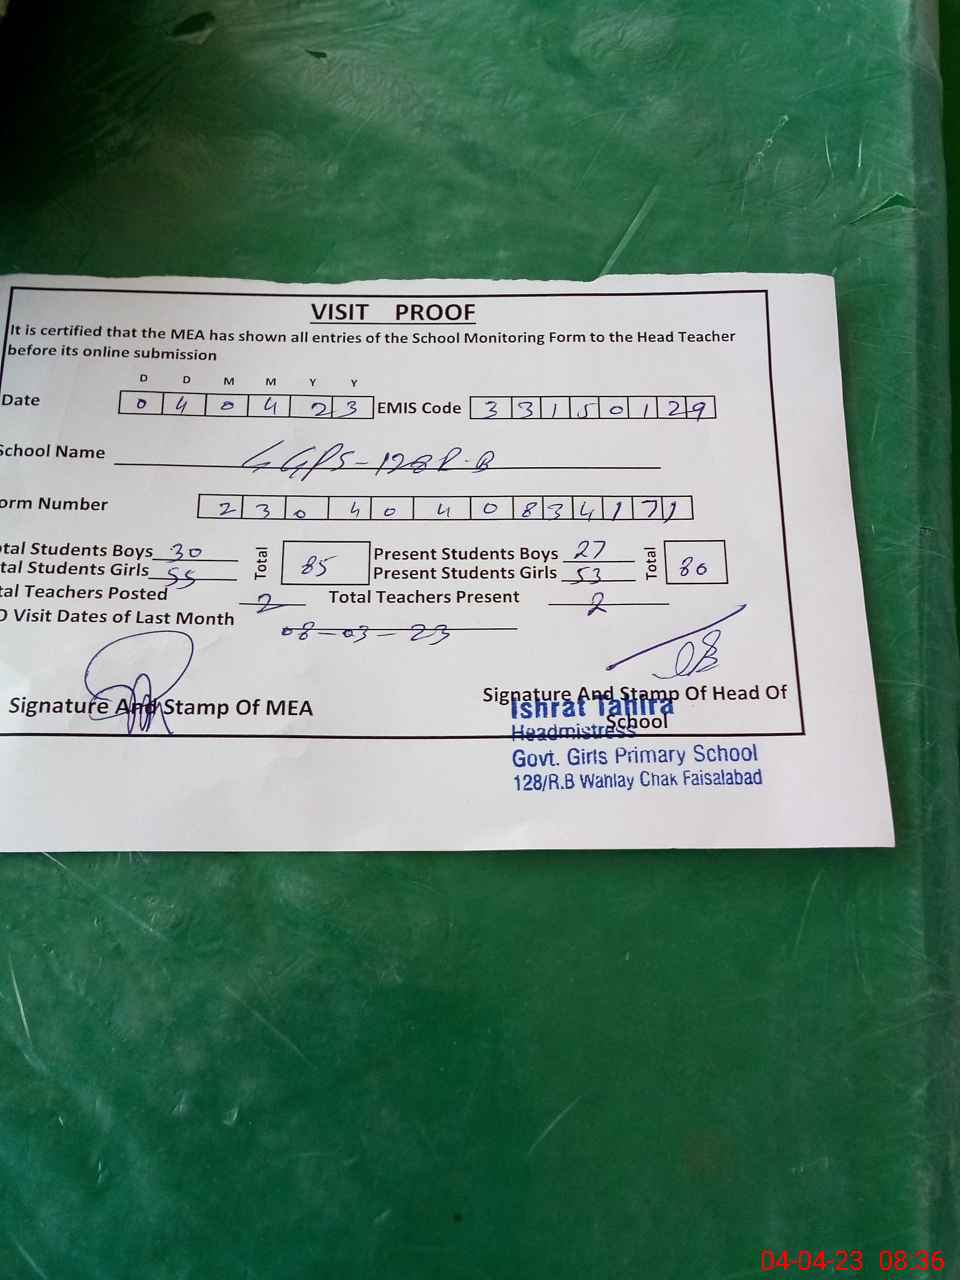 VISIT PROOF
It is certified that the MEA has shown all entries of the School Monitoring Form to the Head Teacher
before its online submission
D D M M Y Y
Date 0 4 0 4 2 3 EMIS Code 3 3 1 5 0 1 2 9
School Name GGPS-128R-B
orm Number 2 3 0 4 0 4 0 8 3 4 1 7 1
tal Students Boys 30 Total 85 Present Students Boys 27 Total 80
tal Students Girls 55 Present Students Girls 53
tal Teachers Posted 2 Total Teachers Present 2
O Visit Dates of Last Month 08-03-23
Signature And Stamp Of MEA Signature And Stamp Of Head Of
School
Ishrat Tahira
Headmistress
Govt. Girls Primary School
128/R.B Wahlay Chak Faisalabad
04-04-23 08:36